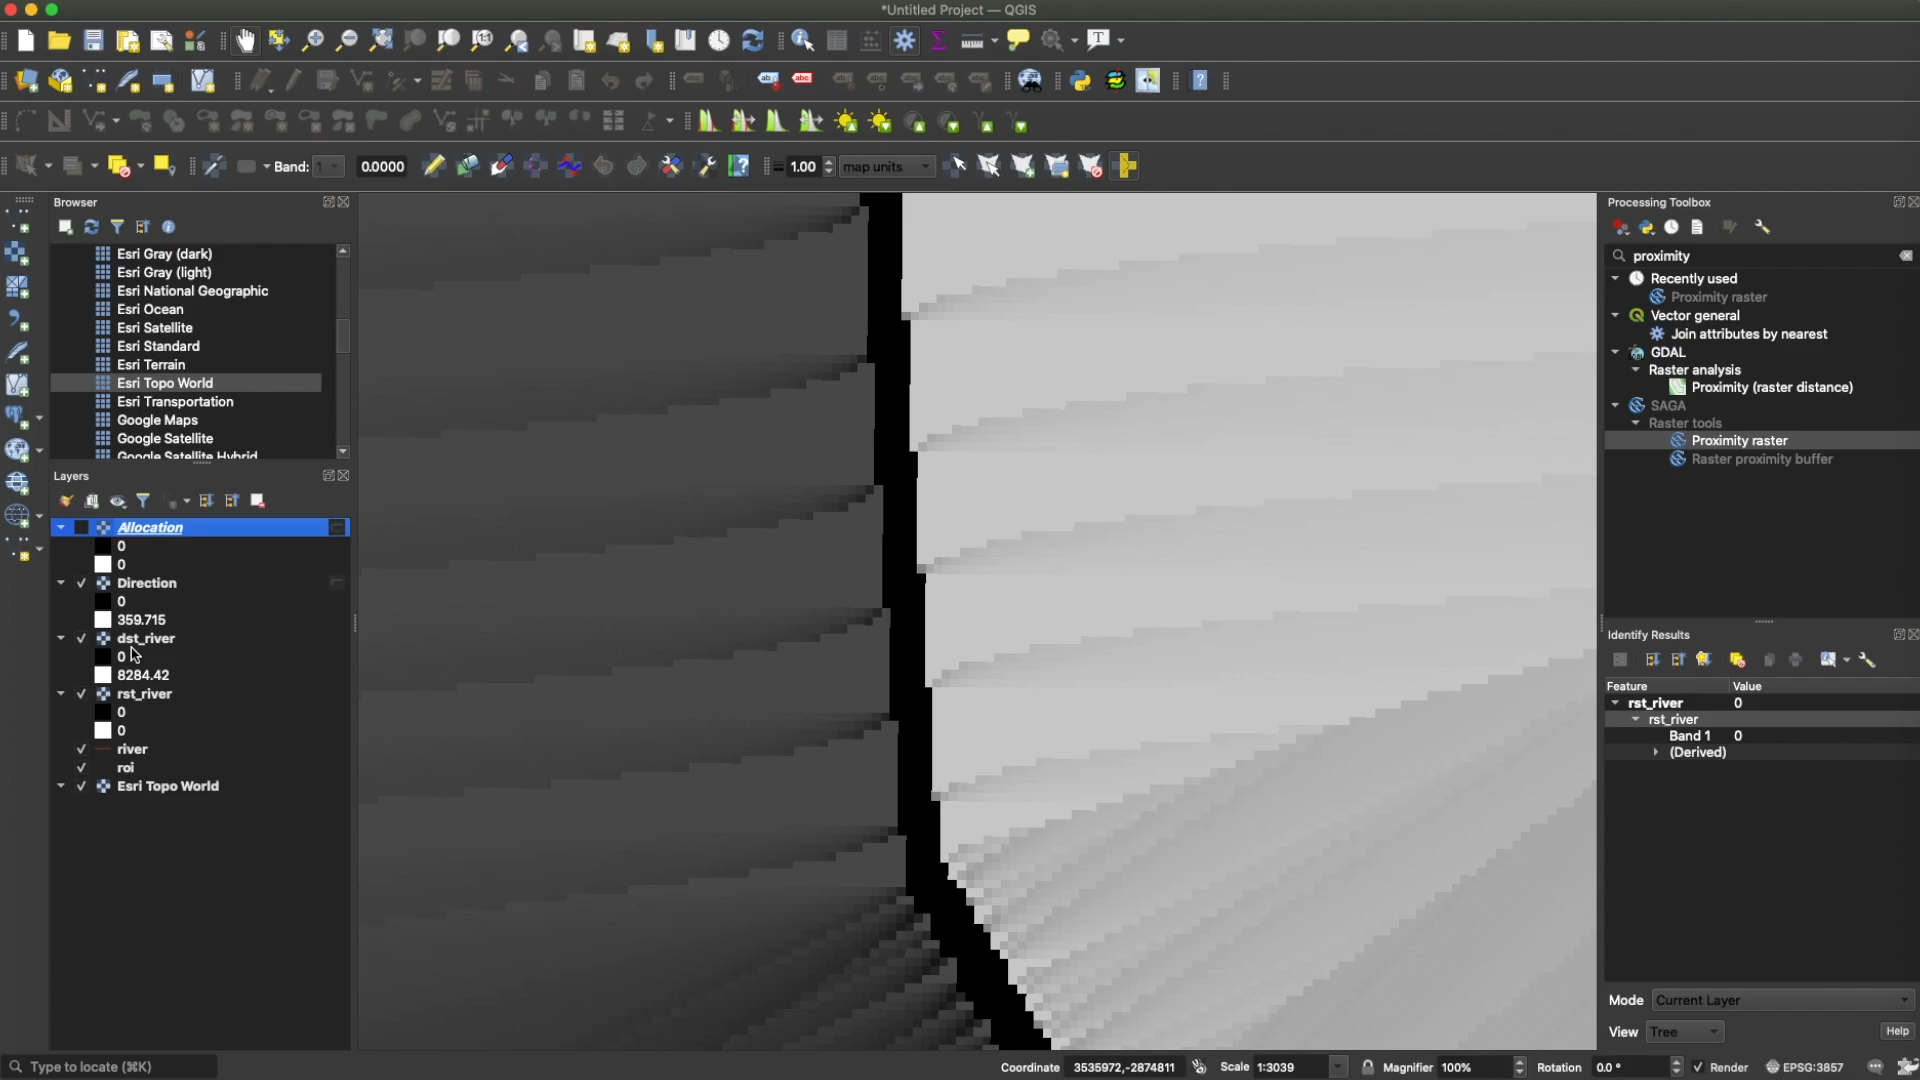 *Untitled Project — QGIS
abc
abc
Band: 1
0.0000
1.00
map units
Browser
Esri Gray (dark)
Esri Gray (light)
Esri National Geographic
Esri Ocean
Esri Satellite
Esri Standard
Esri Terrain
Esri Topo World
Esri Transportation
Google Maps
Google Satellite
Google Satellite Hybrid
Layers
Allocation
0
0
Direction
0
359.715
dst_river
0
8284.42
rst_river
0
0
river
roi
Esri Topo World
Processing Toolbox
proximity
Recently used
Proximity raster
Vector general
Join attributes by nearest
GDAL
Raster analysis
Proximity (raster distance)
SAGA
Raster tools
Proximity raster
Raster proximity buffer
Identify Results
Feature Value
rst_river 0
rst_river
Band 1 0
(Derived)
Mode Current Layer
View Tree
Help
Type to locate (⌘K)
Coordinate 3535972,-2874811 Scale 1:3039 Magnifier 100% Rotation 0.0 ° Render EPSG:3857